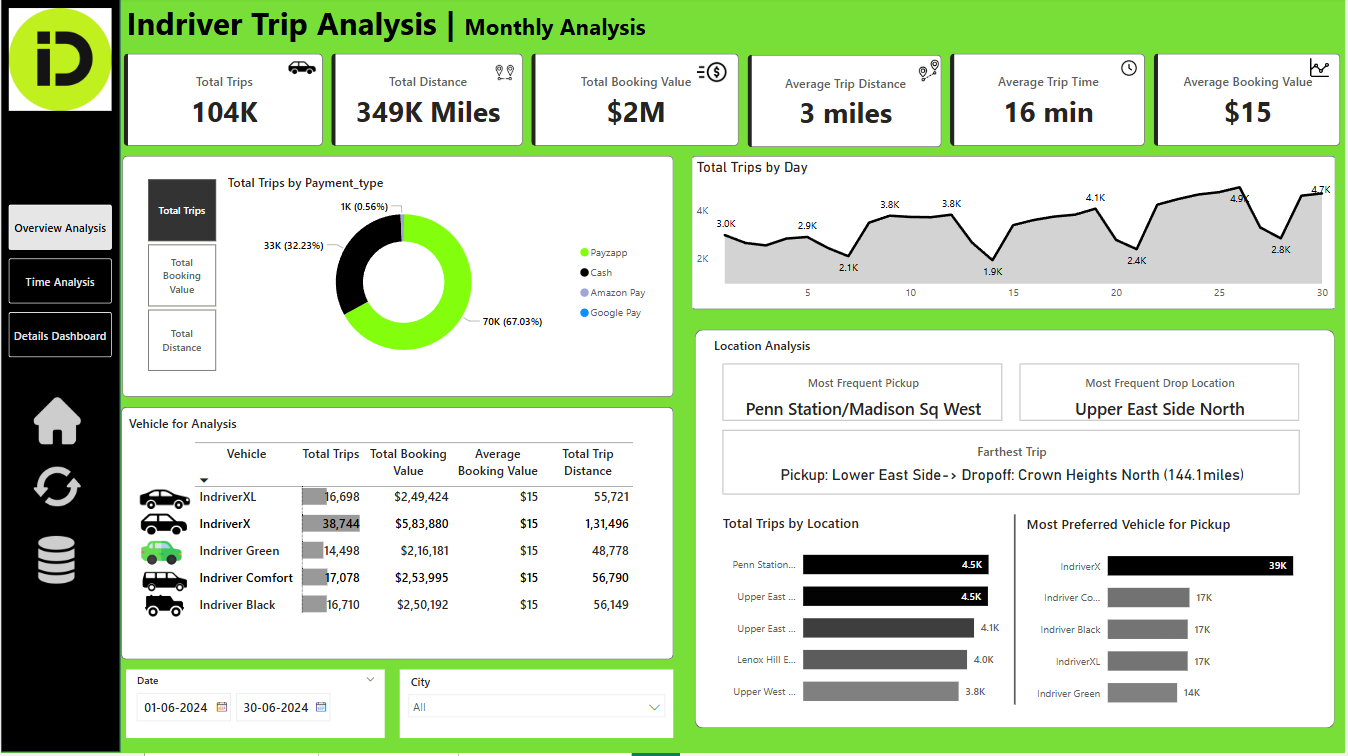 iD
Indriver Trip Analysis | Monthly Analysis
Total Trips
104K
Total Distance
349K Miles
Total Booking Value
$2M
Average Trip Distance
3 miles
Average Trip Time
16 min
Average Booking Value
$15
Overview Analysis
Time Analysis
Details Dashboard
Total Trips
Total
Booking
Value
Total
Distance
Total Trips by Payment_type
1K (0.56%)
33K (32.23%)
70K (67.03%)
Payzapp
Cash
Amazon Pay
Google Pay
Total Trips by Day
4K
2K
3.0K
2.9K
2.1K
3.8K
3.8K
1.9K
4.1K
2.4K
4.9K
2.8K
4.7K
5 10 15 20 25 30
Vehicle for Analysis
Vehicle Total Trips Total Booking Value Average Booking Value Total Trip Distance
IndriverXL 16,698 $2,49,424 $15 55,721
IndriverX 38,744 $5,83,880 $15 1,31,496
Indriver Green 14,498 $2,16,181 $15 48,778
Indriver Comfort 17,078 $2,53,995 $15 56,790
Indriver Black 16,710 $2,50,192 $15 56,149
Date
01-06-2024 30-06-2024
City
All
Location Analysis
Most Frequent Pickup
Penn Station/Madison Sq West
Most Frequent Drop Location
Upper East Side North
Farthest Trip
Pickup: Lower East Side-> Dropoff: Crown Heights North (144.1miles)
Total Trips by Location
Penn Station... 4.5K
Upper East ... 4.5K
Upper East ... 4.1K
Lenox Hill E... 4.0K
Upper West ... 3.8K
Most Preferred Vehicle for Pickup
IndriverX 39K
Indriver Co... 17K
Indriver Black 17K
IndriverXL 17K
Indriver Green 14K